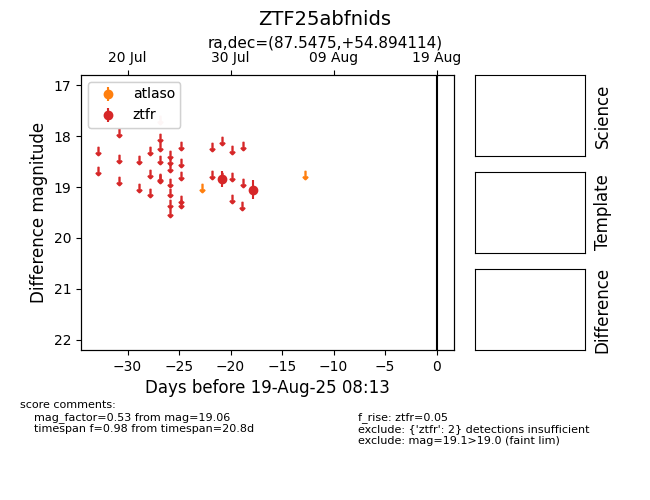 ZTF25abfnids
ra,dec=(87.5475,+54.894114)
20 Jul 30 Jul 09 Aug 19 Aug
17
18
19
20
21
22
Difference magnitude
atlaso
ztfr
−30 −25 −20 −15 −10 −5 0
Days before 19-Aug-25 08:13
Science
Template
Difference
score comments:
mag_factor=0.53 from mag=19.06
timespan f=0.98 from timespan=20.8d
f_rise: ztfr=0.05
exclude: {'ztfr': 2} detections insufficient
exclude: mag=19.1>19.0 (faint lim)